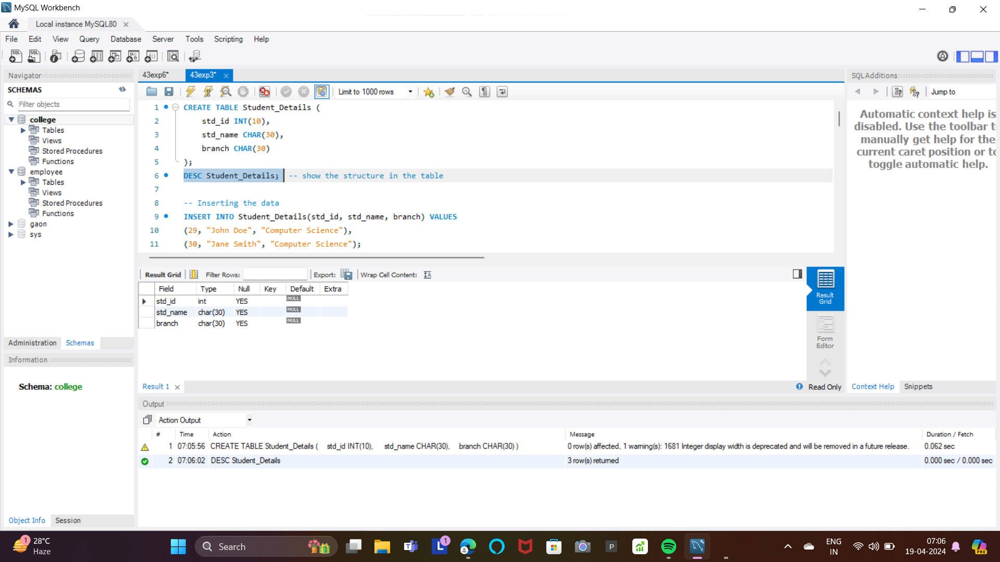 MySQL Workbench
Local instance MySQL80
File Edit View Query Database Server Tools Scripting Help
Navigator
SCHEMAS
Filter objects
college
Tables
Views
Stored Procedures
Functions
employee
Tables
Views
Stored Procedures
Functions
gaon
sys
Administration Schemas
Information
Schema: college
Object Info Session
43exp6* 43exp3*
Limit to 1000 rows
1 CREATE TABLE Student_Details (
2 std_id INT(10),
3 std_name CHAR(30),
4 branch CHAR(30)
5 );
6 DESC Student_Details; -- show the structure in the table
7
8 -- Inserting the data
9 INSERT INTO Student_Details(std_id, std_name, branch) VALUES
10 (29, "John Doe", "Computer Science"),
11 (30, "Jane Smith", "Computer Science");
Result Grid Filter Rows: Export: Wrap Cell Content:
Field Type Null Key Default Extra
std_id int YES NULL
std_name char(30) YES NULL
branch char(30) YES NULL
Result
Grid
Form
Editor
Result 1
Read Only
SQLAdditions
Jump to
Automatic context help is
disabled. Use the toolbar t
manually get help for the
current caret position or to
toggle automatic help.
Context Help Snippets
Output
Action Output
# Time Action Message Duration / Fetch
1 07:05:56 CREATE TABLE Student_Details ( std_id INT(10), std_name CHAR(30), branch CHAR(30) ) 0 row(s) affected, 1 warning(s): 1681 Integer display width is deprecated and will be removed in a future release. 0.062 sec
2 07:06:02 DESC Student_Details 3 row(s) returned 0.000 sec / 0.000 sec
1 28°C
Haze
Search
1
ENG
IN
07:06
19-04-2024
PRE